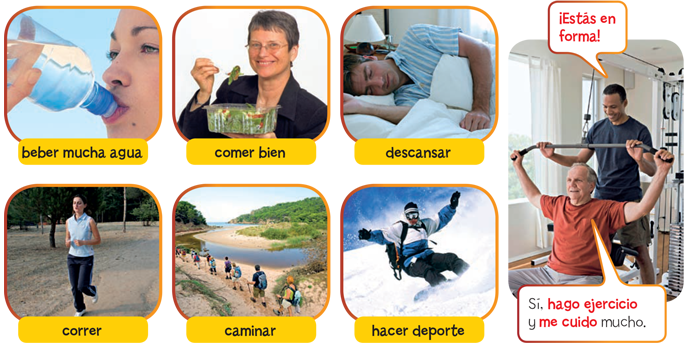 beber mucha agua
comer bien
descansar
¡Estás en
forma!
correr
caminar
hacer deporte
Sí, hago ejercicio
y me cuido mucho.